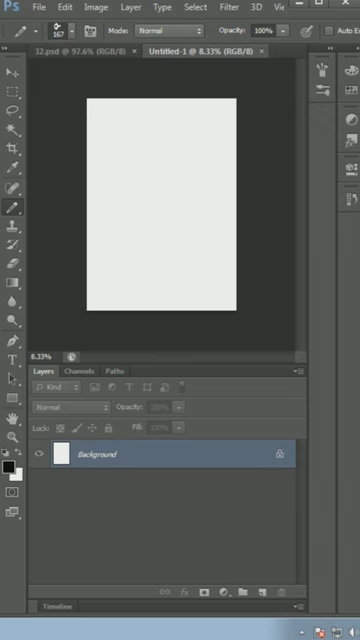 Ps File Edit Image Layer Type Select Filter 3D
167 Mode: Normal Opacity: 100%
32.psd @ 97.6% (RGB/8) × Untitled-1 @ 8.33% (RGB/8) ×
8.33%
Layers Channels Paths
Kind
Normal Opacity: 100%
Lock: Fill: 100%
Background
Timeline